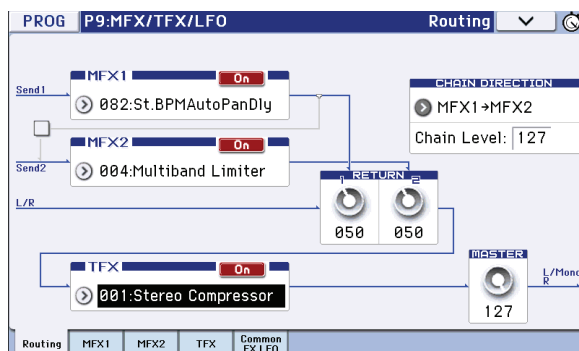 PROG P9:MFX/TFX/LFO Routing
MFX1 On
Send1
082:St.BPMAutoPanDly
CHAIN DIRECTION
MFX1→MFX2
Chain Level: 127
MFX2 On
Send2
004:Multiband Limiter
RETURN
1 2
L/R
050 050
TFX On
001:Stereo Compressor
MASTER
L/Mono
R
127
Routing MFX1 MFX2 TFX Common FX LFO